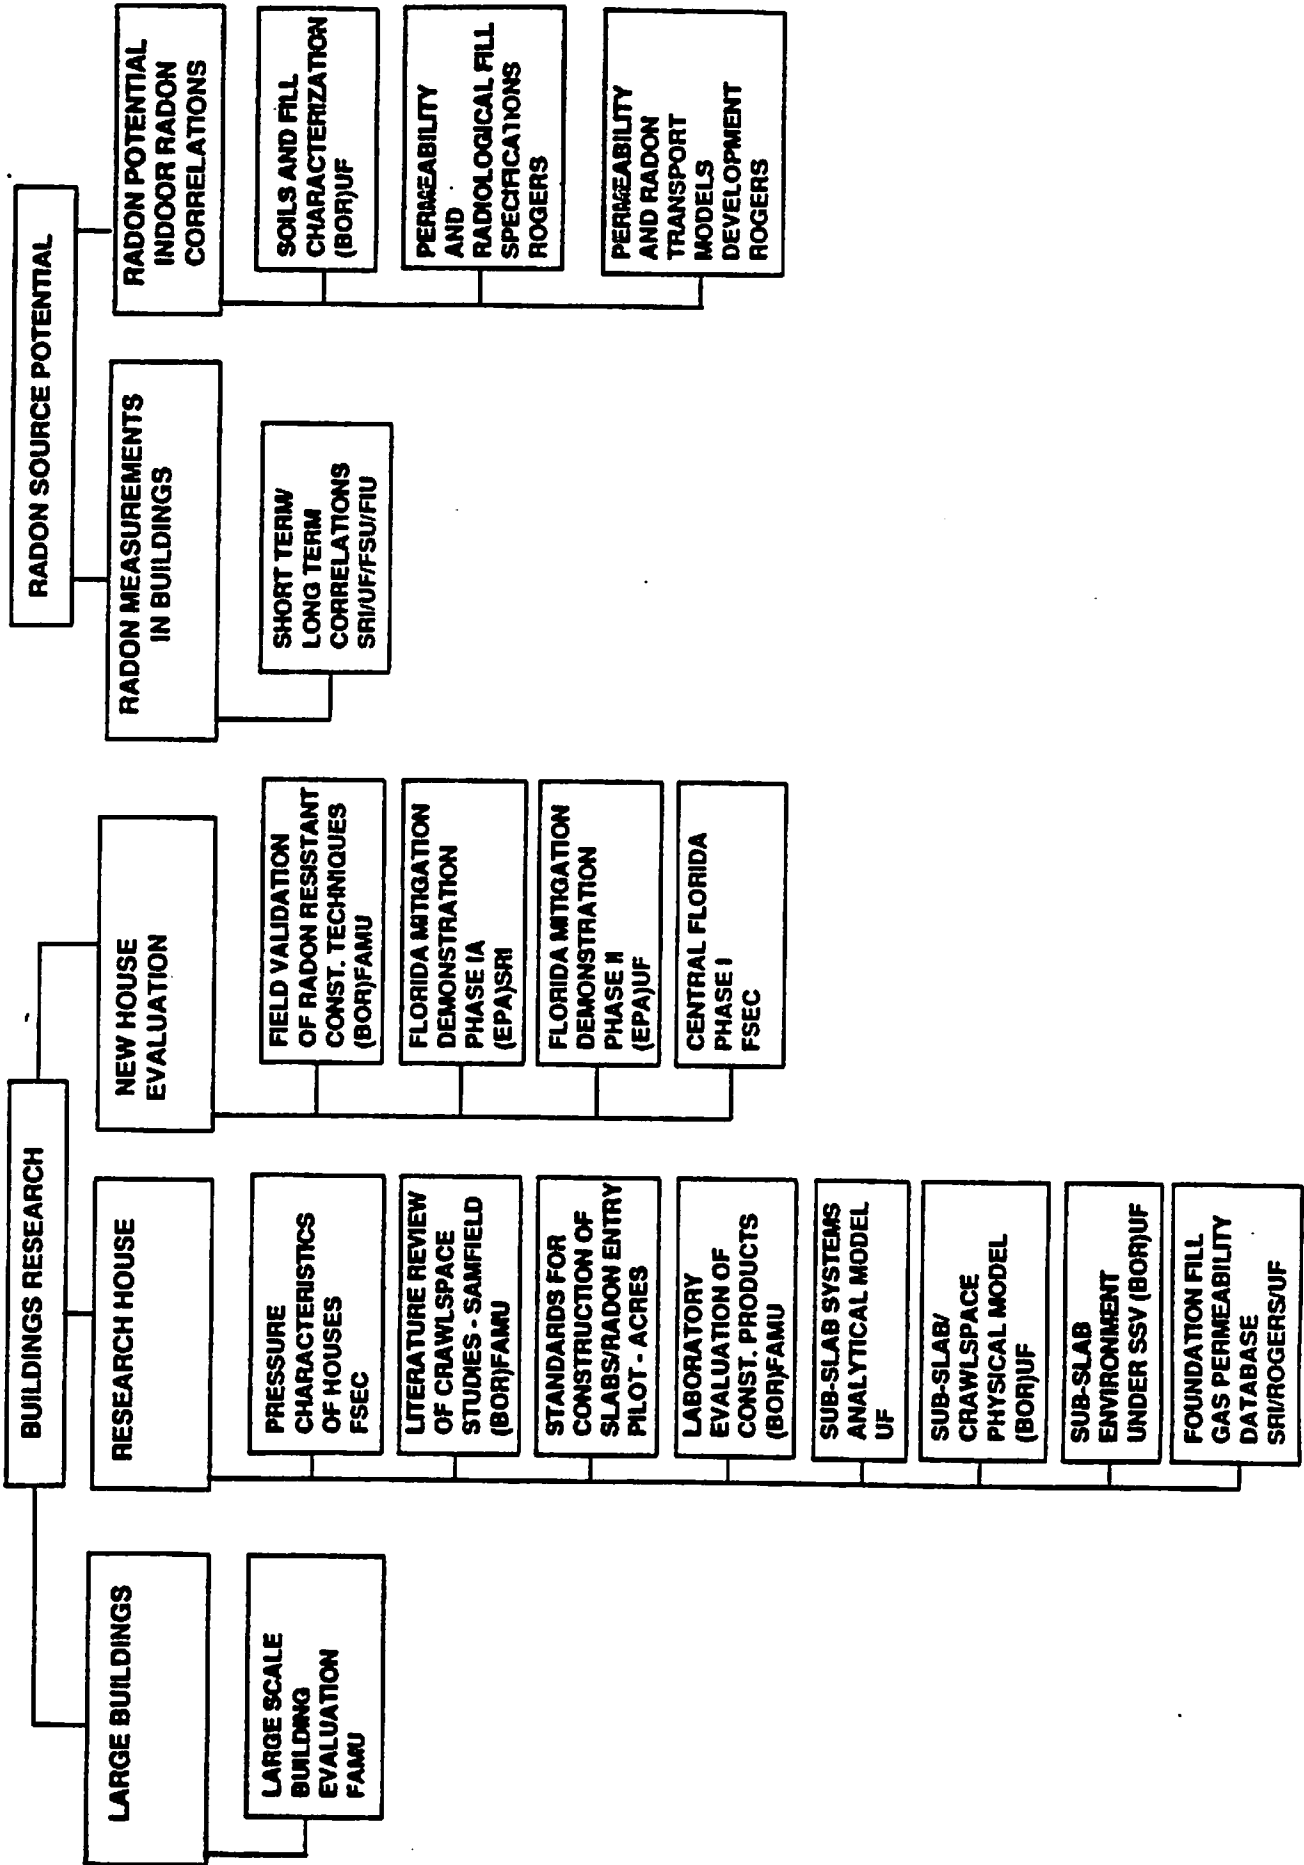 BUILDINGS RESEARCH
LARGE BUILDINGS
LARGE SCALE
BUILDING
EVALUATION
FAMU
RESEARCH HOUSE
PRESSURE
CHARACTERISTICS
OF HOUSES
FSEC
LITERATURE REVIEW
OF CRAWLSPACE
STUDIES - SAMFIELD
(BOR)FAMU
STANDARDS FOR
CONSTRUCTION OF
SLABS/RADON ENTRY
PILOT - ACRES
LABORATORY
EVALUATION OF
CONST. PRODUCTS
(BOR)FAMU
SUB-SLAB SYSTEMS
ANALYTICAL MODEL
UF
SUB-SLAB/
CRAWLSPACE
PHYSICAL MODEL
(BOR)UF
SUB-SLAB
ENVIRONMENT
UNDER SSV (BOR)UF
FOUNDATION FILL
GAS PERMEABILITY
DATABASE
SRI/ROGERS/UF
NEW HOUSE
EVALUATION
FIELD VALIDATION
OF RADON RESISTANT
CONST. TECHNIQUES
(BOR)FAMU
FLORIDA MITIGATION
DEMONSTRATION
PHASE IA
(EPA)SRI
FLORIDA MITIGATION
DEMONSTRATION
PHASE II
(EPA)UF
CENTRAL FLORIDA
PHASE I
FSEC
RADON SOURCE POTENTIAL
RADON MEASUREMENTS
IN BUILDINGS
SHORT TERM/
LONG TERM
CORRELATIONS
SRI/UF/FSU/FIU
RADON POTENTIAL
INDOOR RADON
CORRELATIONS
SOILS AND FILL
CHARACTERIZATION
(BOR)UF
PERMEABILITY
AND
RADIOLOGICAL FILL
SPECIFICATIONS
ROGERS
PERMEABILITY
AND RADON
TRANSPORT
MODELS
DEVELOPMENT
ROGERS